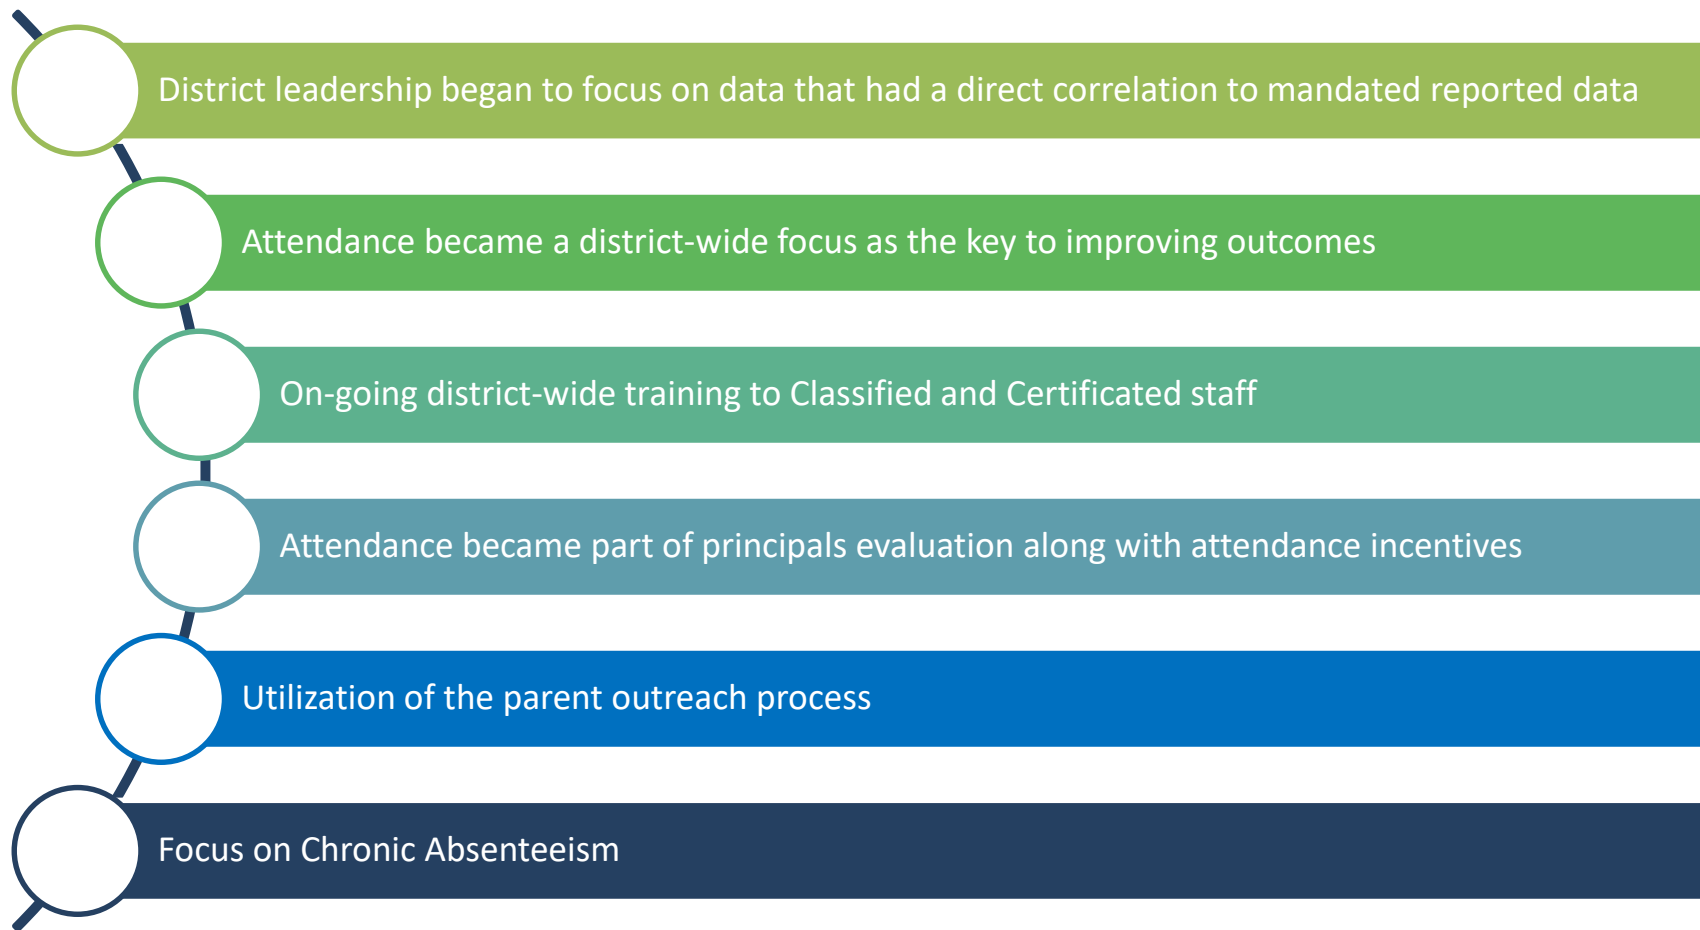 District leadership began to focus on data that had a direct correlation to mandated reported data
Attendance became a district-wide focus as the key to improving outcomes
On-going district-wide training to Classified and Certificated staff
Attendance became part of principals evaluation along with attendance incentives
Utilization of the parent outreach process
Focus on Chronic Absenteeism